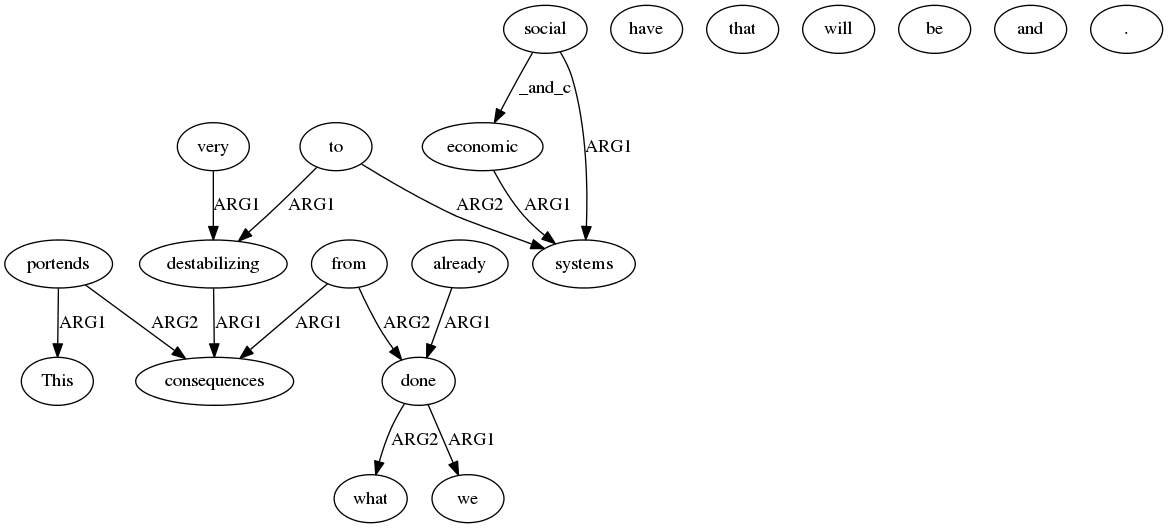 social have that will be and .
_and_c
very to economic ARG1
ARG1 ARG1 ARG2 ARG1
portends destabilizing from already systems
ARG1 ARG2 ARG1 ARG1 ARG2 ARG1
This consequences done
ARG2 ARG1
what we